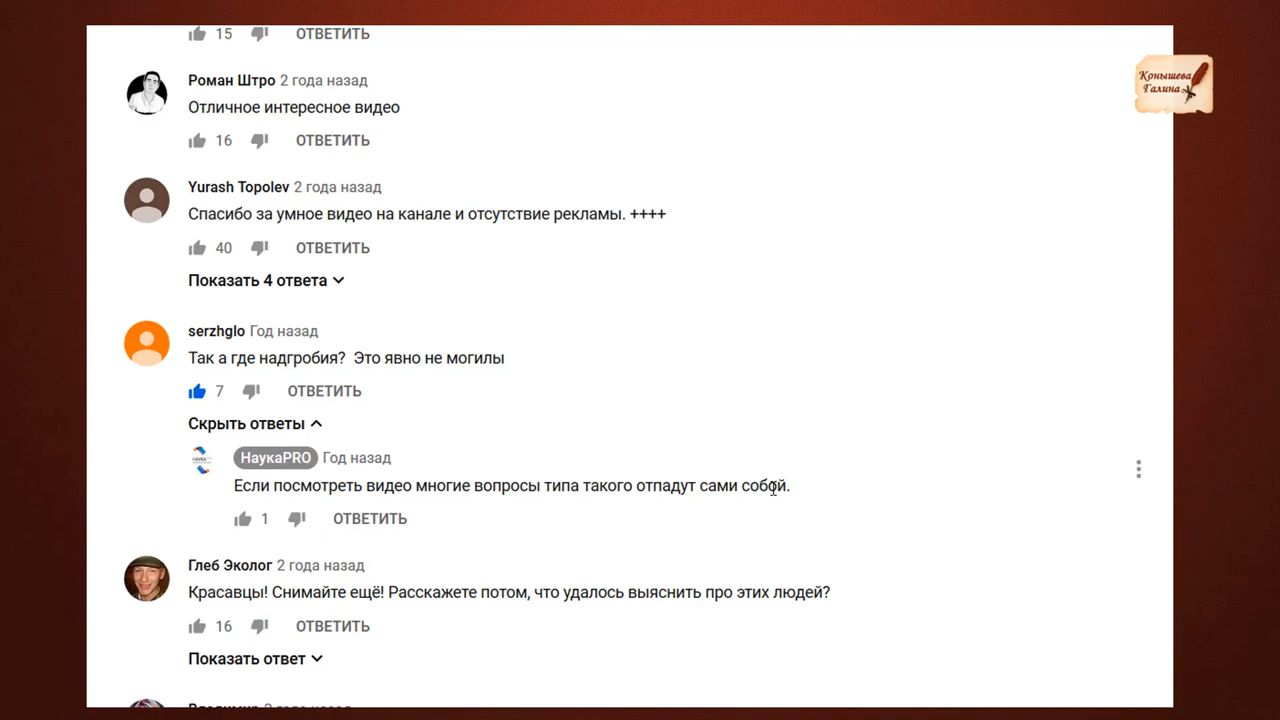 15 ОТВЕТИТЬ
Роман Штро 2 года назад
Отличное интересное видео
16 ОТВЕТИТЬ
Yurash Topolev 2 года назад
Спасибо за умное видео на канале и отсутствие рекламы. ++++
40 ОТВЕТИТЬ
Показать 4 ответа
serzhglo Год назад
Так а где надгробия? Это явно не могилы
7 ОТВЕТИТЬ
Скрыть ответы
НаукаPRO Год назад
Если посмотреть видео многие вопросы типа такого отпадут сами собой.
1 ОТВЕТИТЬ
Глеб Эколог 2 года назад
Красавцы! Снимайте ещё! Расскажете потом, что удалось выяснить про этих людей?
16 ОТВЕТИТЬ
Показать ответ
Конышева
Галина